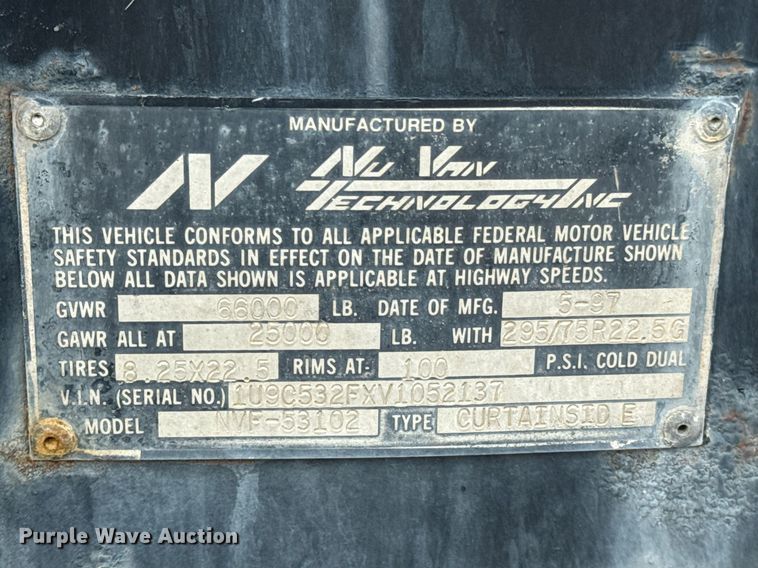 MANUFACTURED BY
NV NU VAN
TECHNOLOGY INC
THIS VEHICLE CONFORMS TO ALL APPLICABLE FEDERAL MOTOR VEHICLE
SAFETY STANDARDS IN EFFECT ON THE DATE OF MANUFACTURE SHOWN
BELOW ALL DATA SHOWN IS APPLICABLE AT HIGHWAY SPEEDS.
GVWR 66000 LB. DATE OF MFG. 5-97
GAWR ALL AT 25000 LB. WITH 295/75R22.5G
TIRES 8.25X22.5 RIMS AT: 100 P.S.I. COLD DUAL
V.I.N. (SERIAL NO.) 1U9C532FXV1052137
MODEL NVF-53102 TYPE CURTAINSIDE
Purple Wave Auction